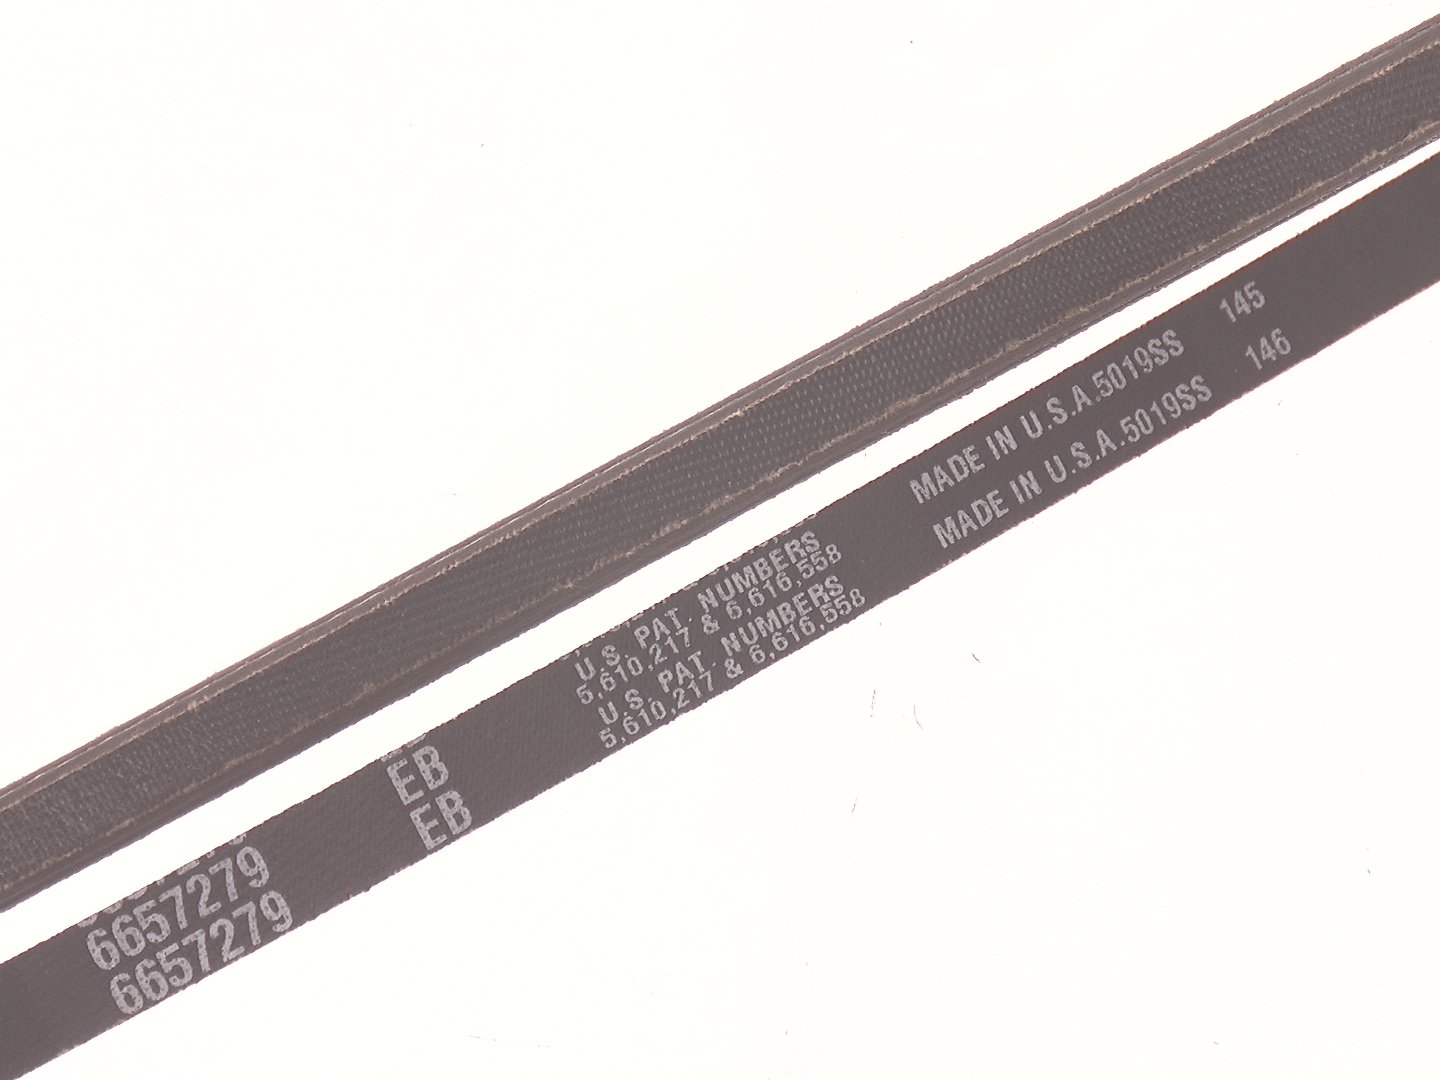 6657279
6657279
EB
EB
U.S. PAT. NUMBERS
5,610,217 & 6,616,558
U.S. PAT. NUMBERS
5,610,217 & 6,616,558
MADE IN U.S.A.5019SS 145
MADE IN U.S.A.5019SS 146